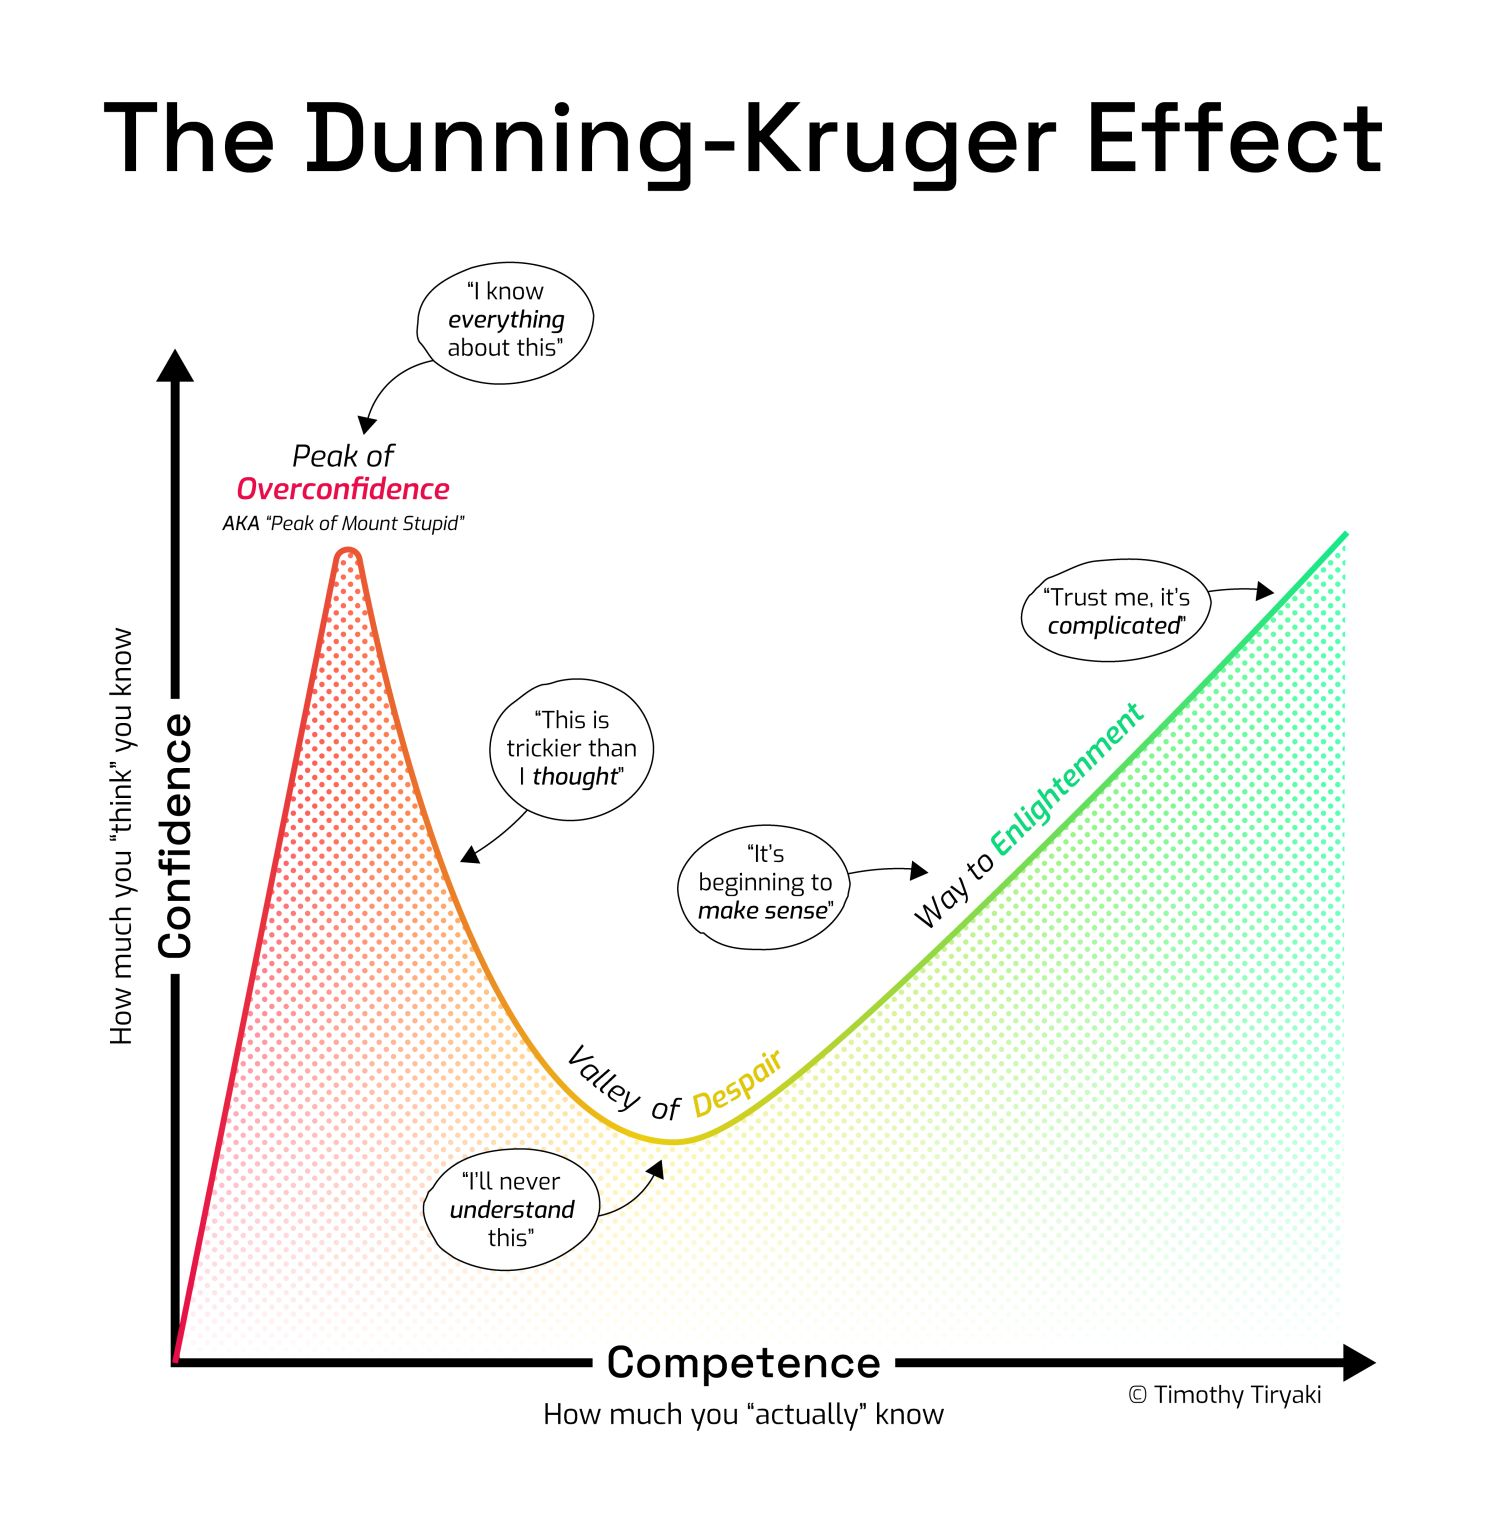 The Dunning-Kruger Effect
“I know
everything
about this”
Peak of
Overconfidence
AKA “Peak of Mount Stupid”
“This is
trickier than
I thought”
“Trust me, it’s
complicated”
“It’s
beginning to
make sense”
Way to Enlightenment
Valley of Despair
“I’ll never
understand
this”
How much you “think” you know
Confidence
Competence
How much you “actually” know
© Timothy Tiryaki